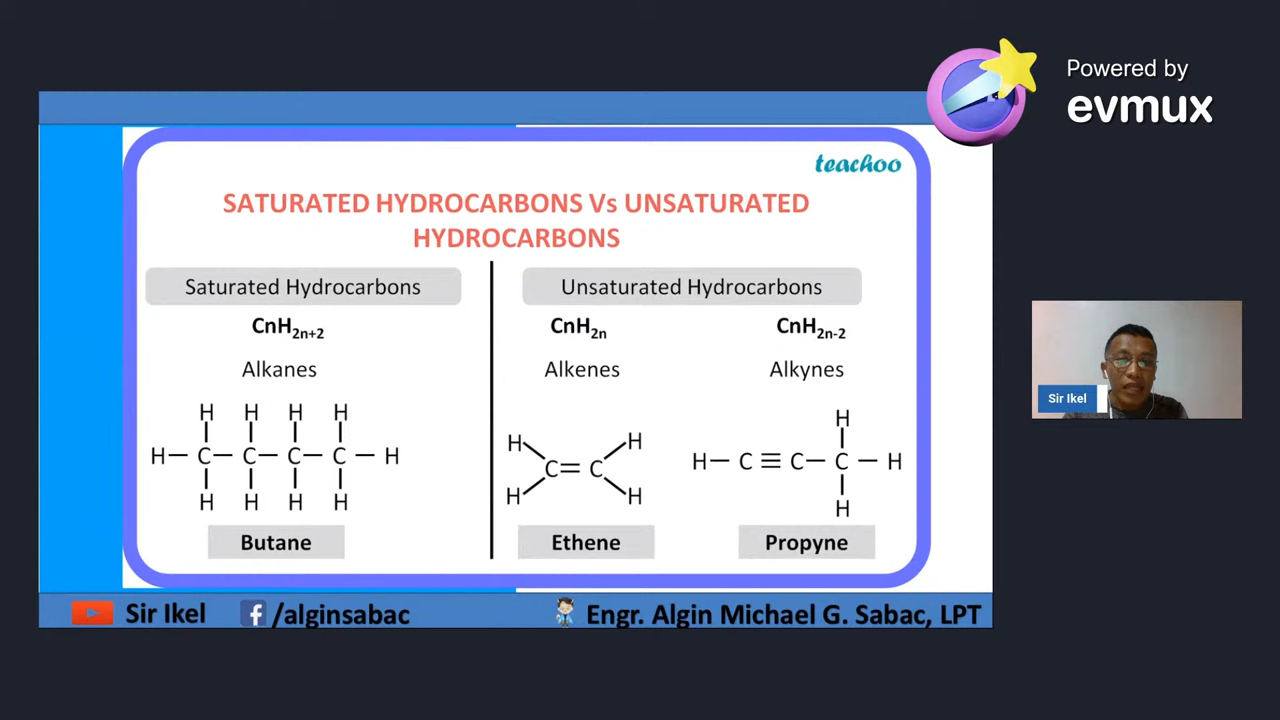 Powered by
evmux
teachoo
SATURATED HYDROCARBONS Vs UNSATURATED
HYDROCARBONS
Saturated Hydrocarbons
CnH2n+2
Alkanes
H H H H
H— C— C— C— C — H
H H H H
Butane
Unsaturated Hydrocarbons
CnH2n
Alkenes
H H
C=C
H H
Ethene
CnH2n-2
Alkynes
H
H— C ≡ C— C — H
H
Propyne
Sir Ikel
Sir Ikel f/alginsabac Engr. Algin Michael G. Sabac, LPT